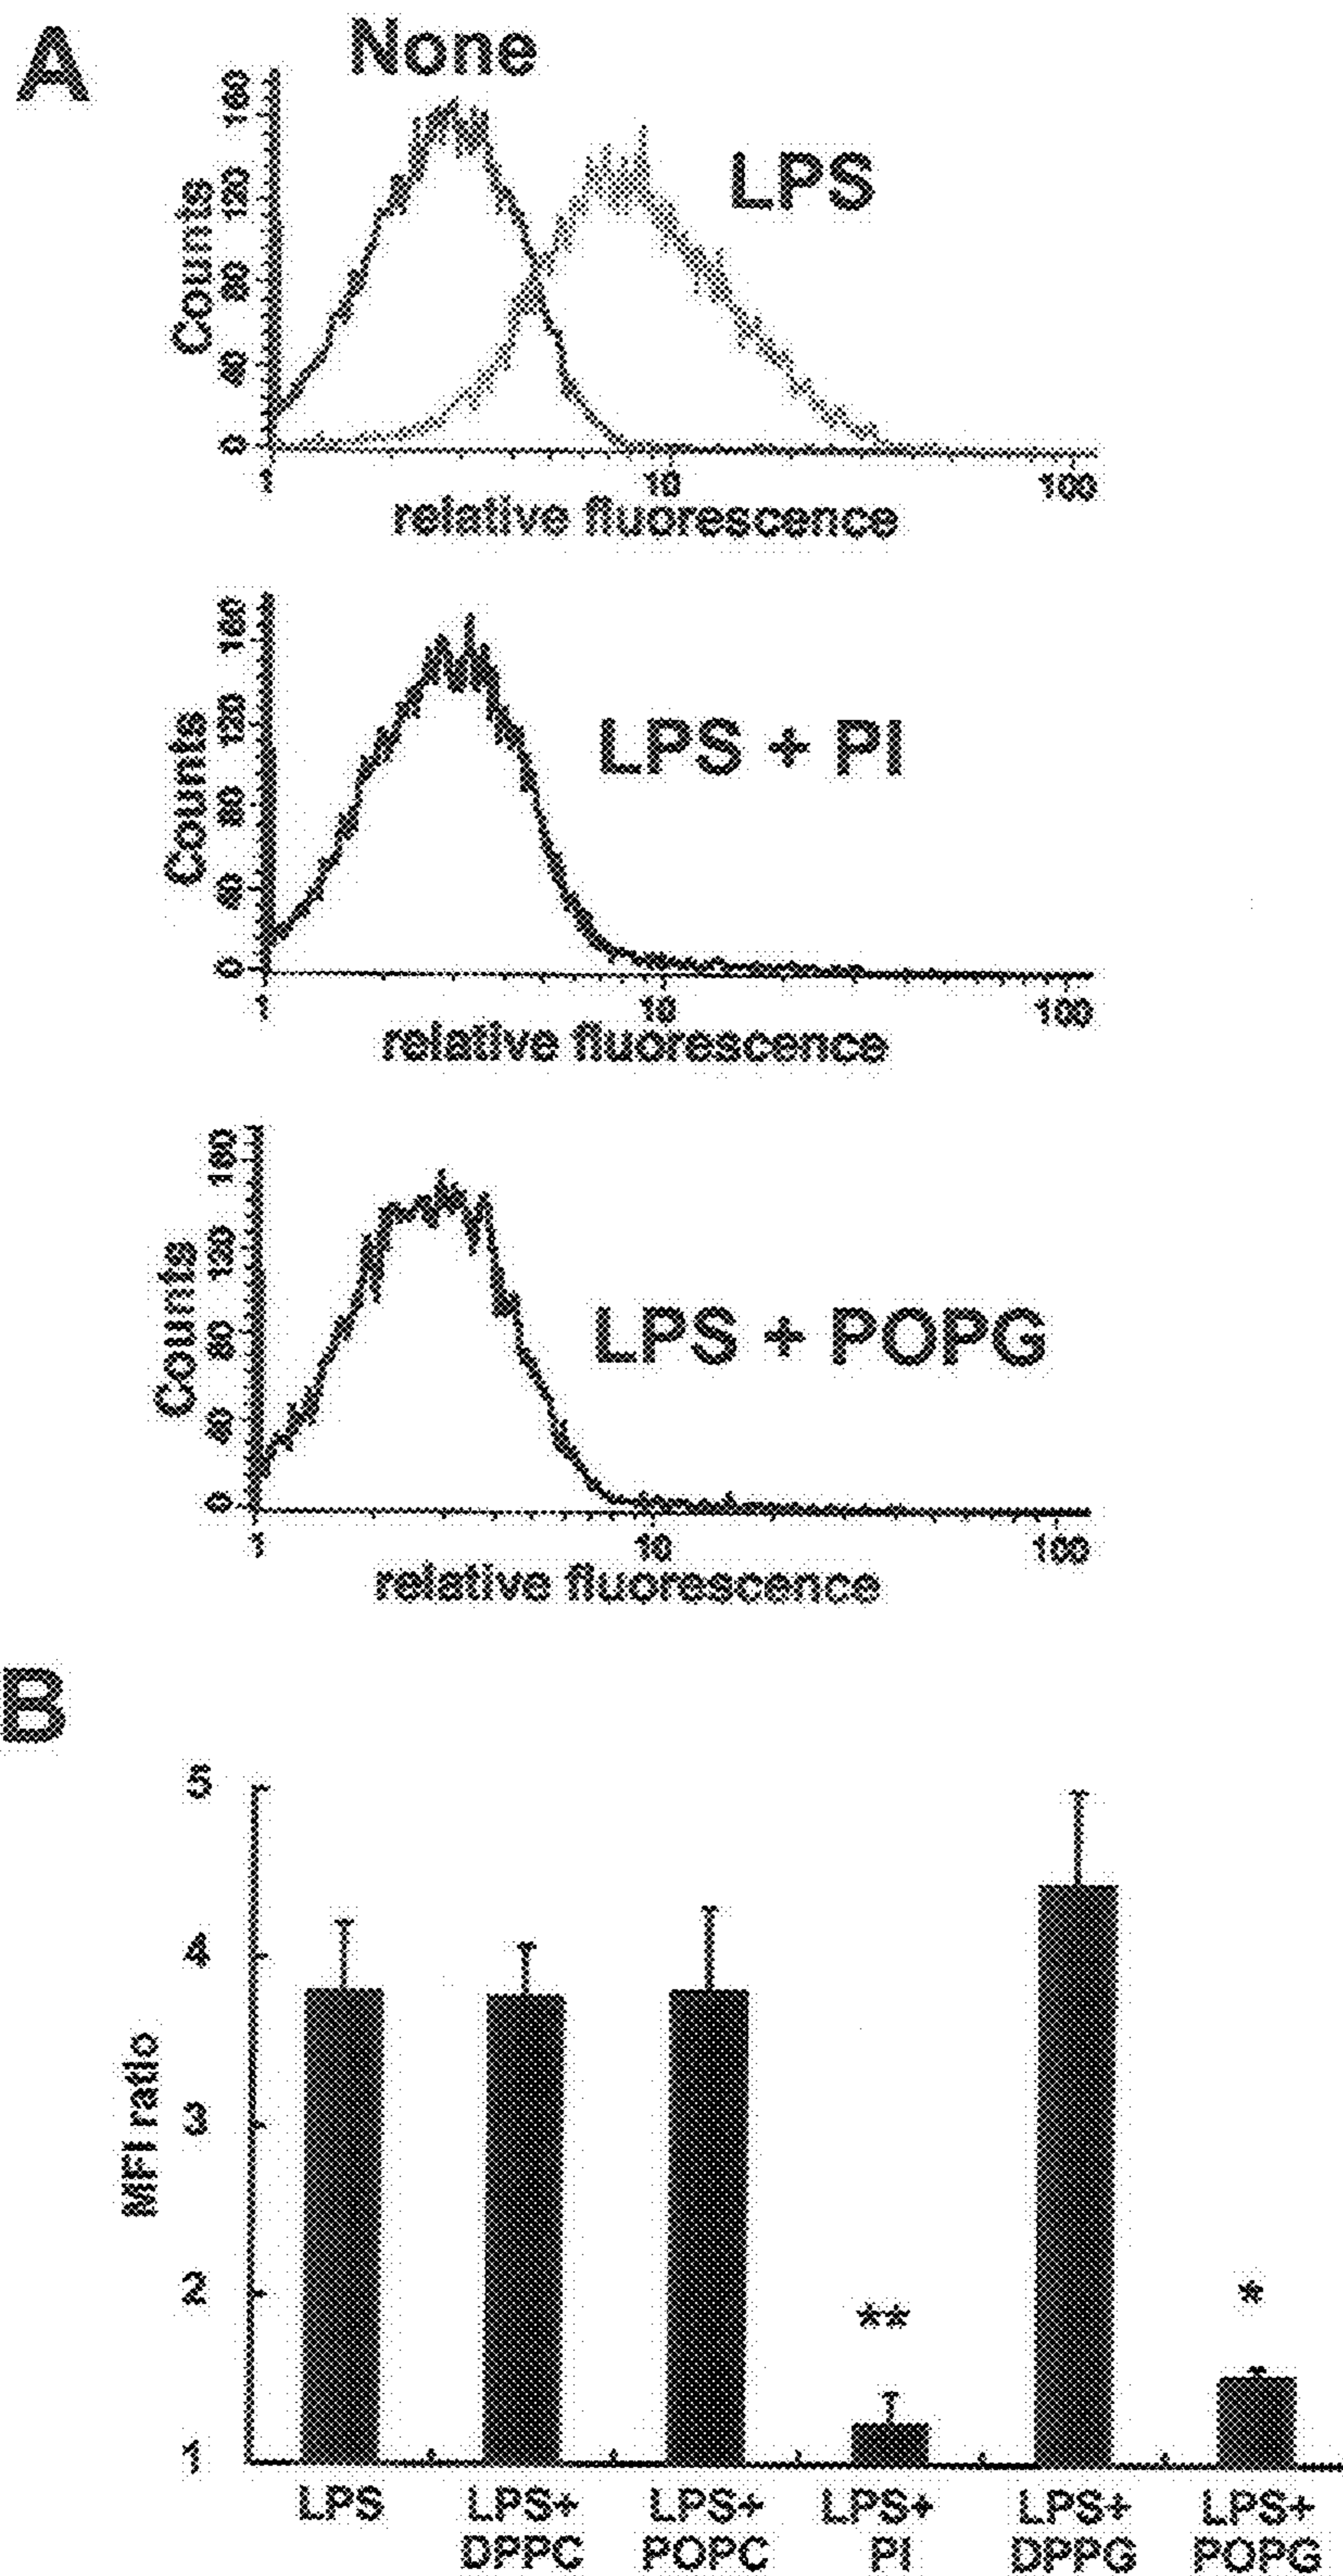 A
None
LPS
Counts
160
120
80
40
0
1 10 100
relative fluorescence
LPS + PI
Counts
160
120
80
40
0
1 10 100
relative fluorescence
LPS + POPG
Counts
160
120
80
40
0
1 10 100
relative fluorescence
B
MFI ratio
5
4
3
2
1
**
*
LPS LPS+ LPS+ LPS+ LPS+ LPS+
DPPC POPC PI DPPG POPG